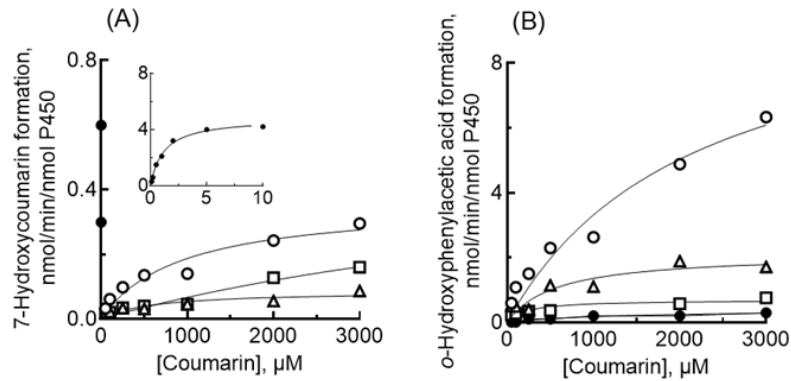 (A)
7-Hydroxycoumarin formation,
nmol/min/nmol P450
0.8
0.4
0.0
8
4
0
0 5 10
0 1000 2000 3000
[Coumarin], µM
(B)
o-Hydroxyphenylacetic acid formation,
nmol/min/nmol P450
8
4
0
0 1000 2000 3000
[Coumarin], µM